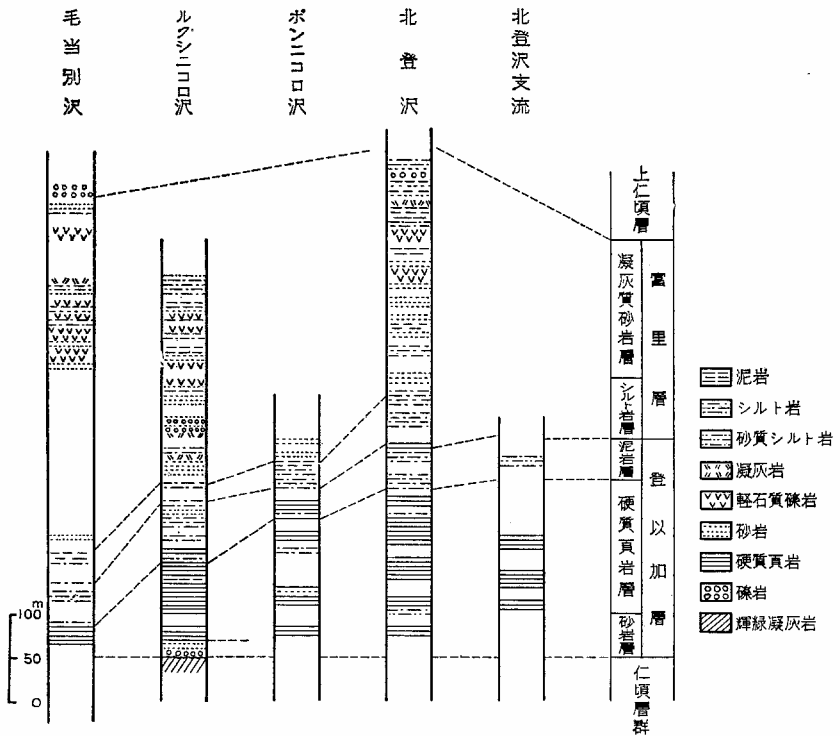 毛当別沢
ルクシニコロ沢
ポンニコロ沢
北登沢
北登沢支流
上仁頃層
凝灰質砂岩層
富里層
シルト岩層
泥岩層
登以加層
硬質頁岩層
砂岩層
仁頃層群
m
100
50
0
泥岩
シルト岩
砂質シルト岩
凝灰岩
軽石質礫岩
砂岩
硬質頁岩
礫岩
輝緑凝灰岩